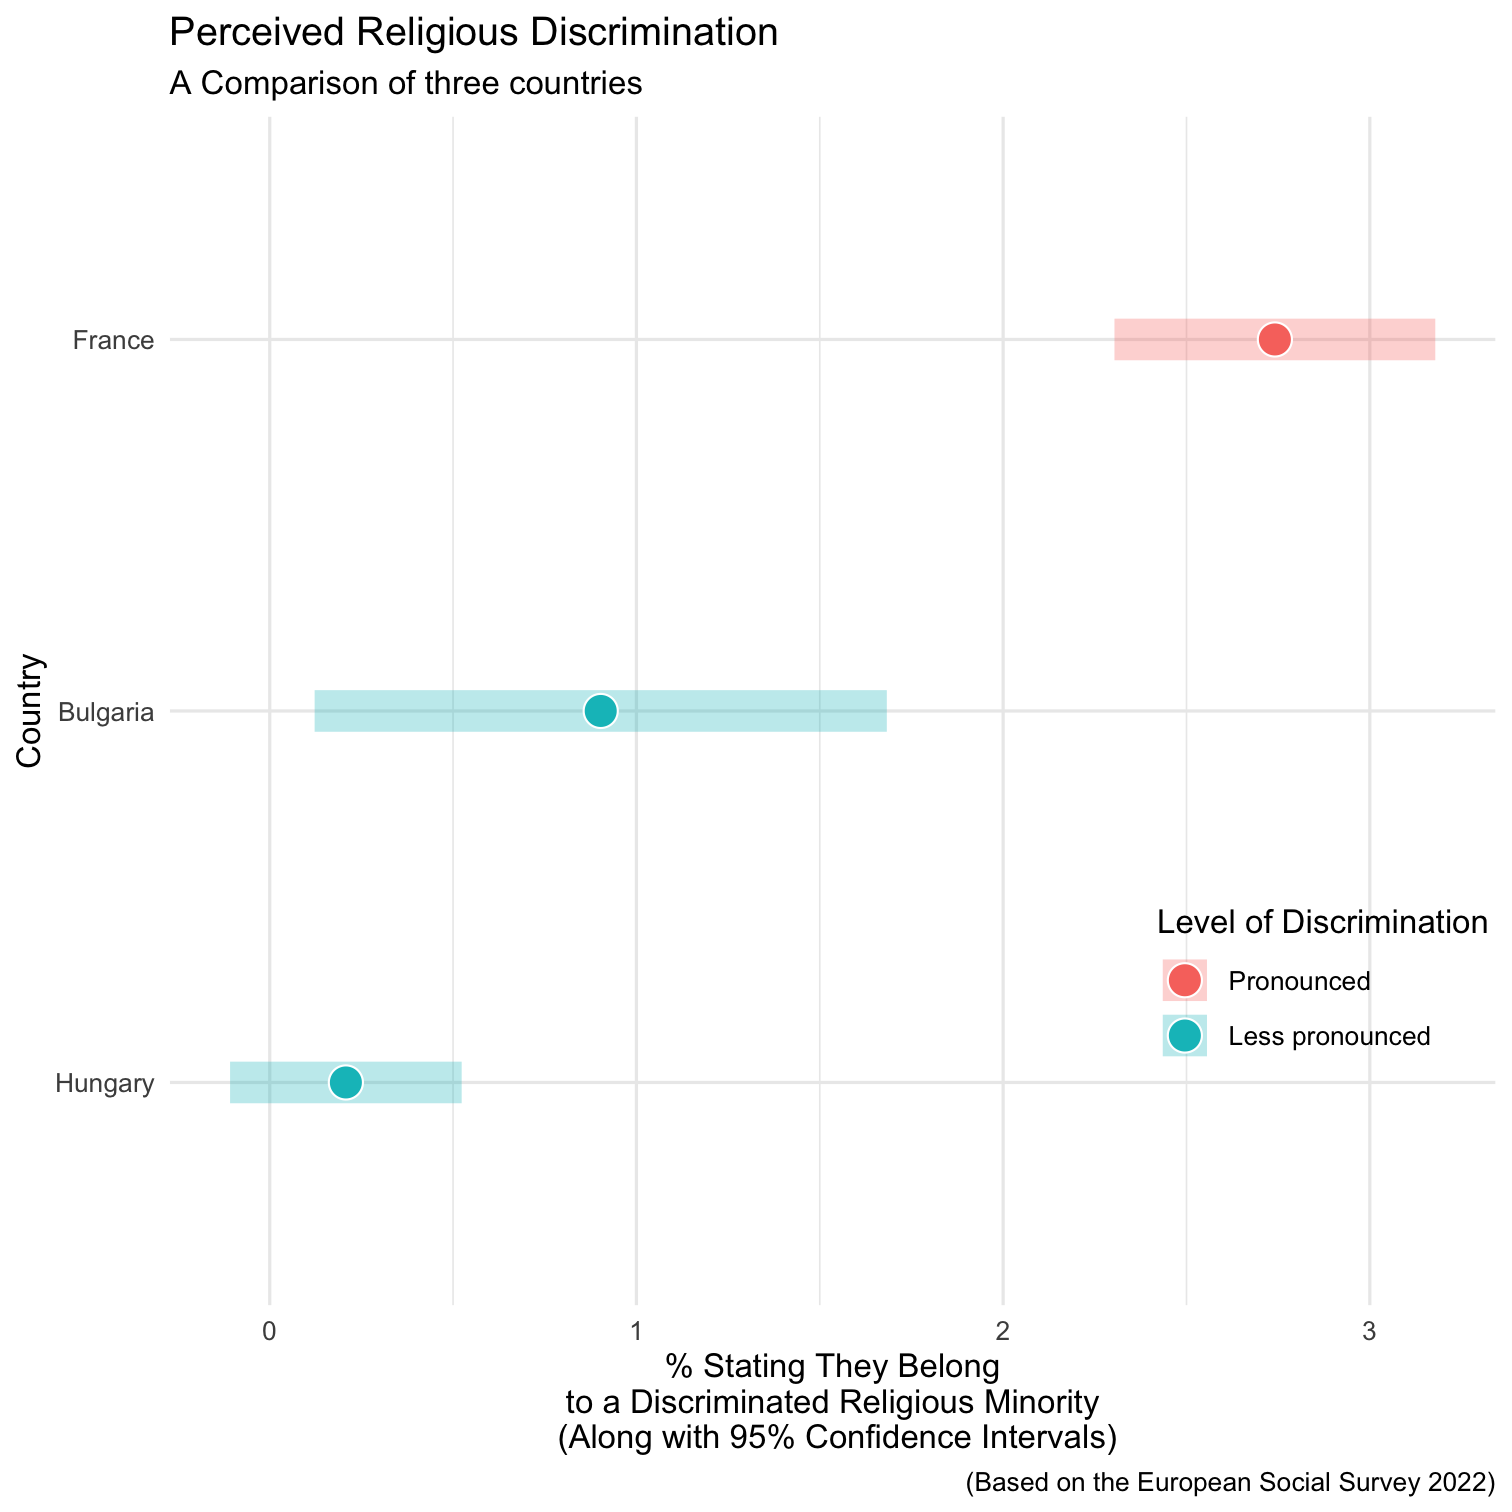 Perceived Religious Discrimination
A Comparison of three countries
France
Bulgaria
Hungary
Country
Level of Discrimination
Pronounced
Less pronounced
0 1 2 3
% Stating They Belong
to a Discriminated Religious Minority
(Along with 95% Confidence Intervals)
(Based on the European Social Survey 2022)